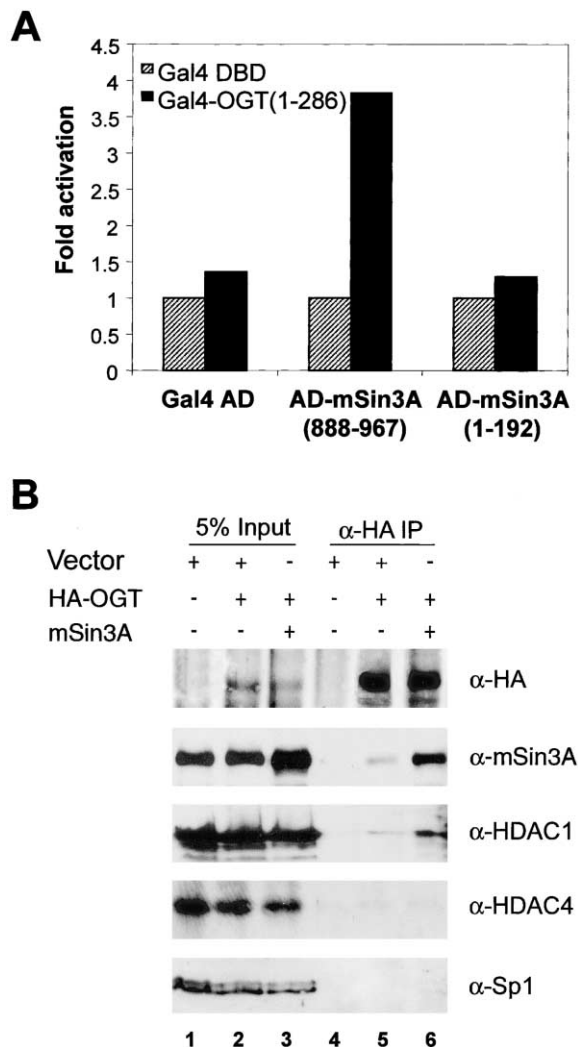 A
4.5
4
3.5
3
2.5
2
1.5
1
0.5
0
Fold activation
Gal4 DBD
Gal4-OGT(1-286)
Gal4 AD
AD-mSin3A
(888-967)
AD-mSin3A
(1-192)
B
5% Input
α-HA IP
Vector + + - + + -
HA-OGT - + + - + +
mSin3A - - + - - +
α-HA
α-mSin3A
α-HDAC1
α-HDAC4
α-Sp1
1 2 3 4 5 6